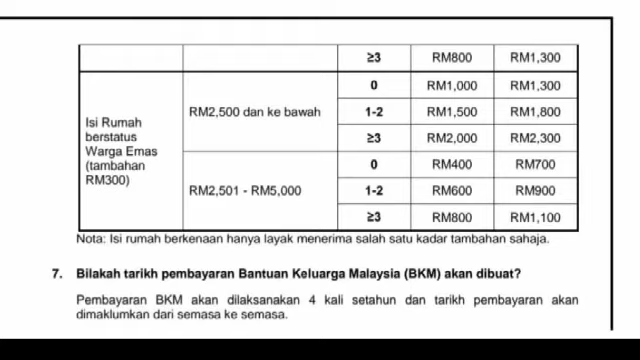 ≥3 RM800 RM1,300
Isi Rumah berstatus Warga Emas (tambahan RM300)
RM2,500 dan ke bawah
0 RM1,000 RM1,300
1-2 RM1,500 RM1,800
≥3 RM2,000 RM2,300
RM2,501 - RM5,000
0 RM400 RM700
1-2 RM600 RM900
≥3 RM800 RM1,100
Nota: Isi rumah berkenaan hanya layak menerima salah satu kadar tambahan sahaja.
7. Bilakah tarikh pembayaran Bantuan Keluarga Malaysia (BKM) akan dibuat?
Pembayaran BKM akan dilaksanakan 4 kali setahun dan tarikh pembayaran akan
dimaklumkan dari semasa ke semasa.